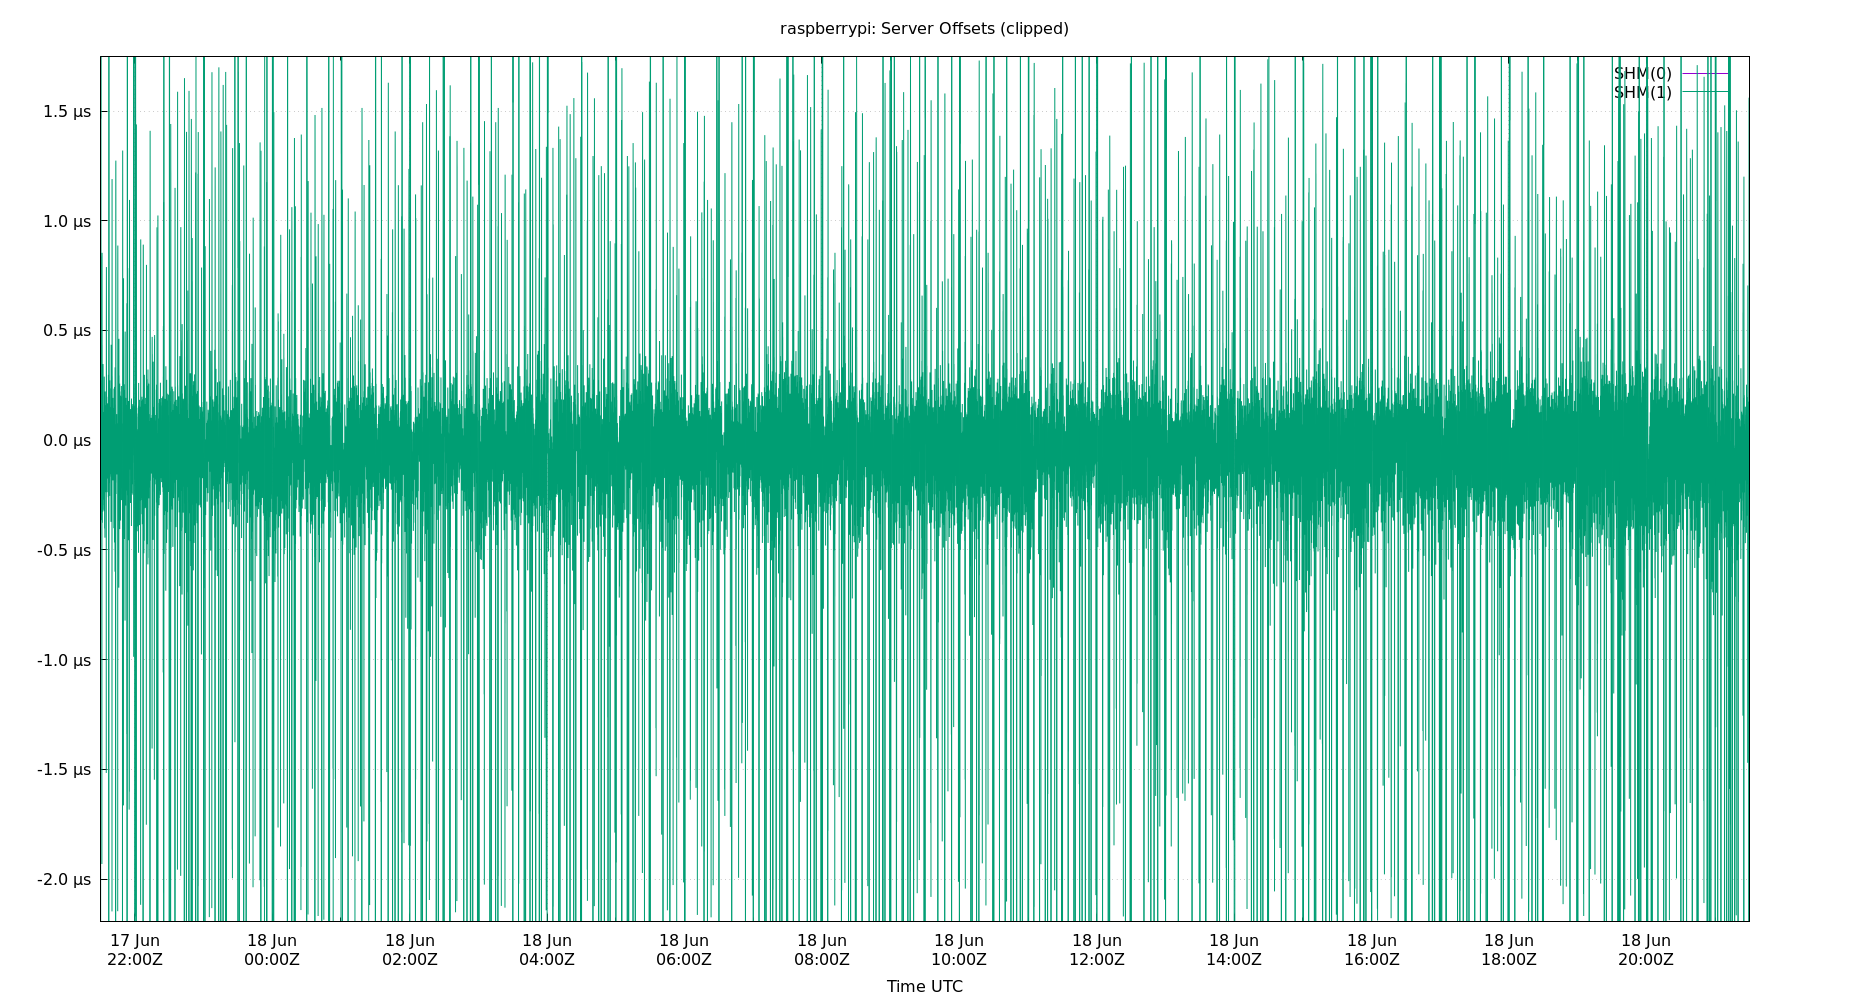 raspberrypi: Server Offsets (clipped)
SHM(0)
SHM(1)
1.5 μs
1.0 μs
0.5 μs
0.0 μs
-0.5 μs
-1.0 μs
-1.5 μs
-2.0 μs
17 Jun 18 Jun 18 Jun 18 Jun 18 Jun 18 Jun 18 Jun 18 Jun 18 Jun 18 Jun 18 Jun 18 Jun
22:00Z 00:00Z 02:00Z 04:00Z 06:00Z 08:00Z 10:00Z 12:00Z 14:00Z 16:00Z 18:00Z 20:00Z
Time UTC